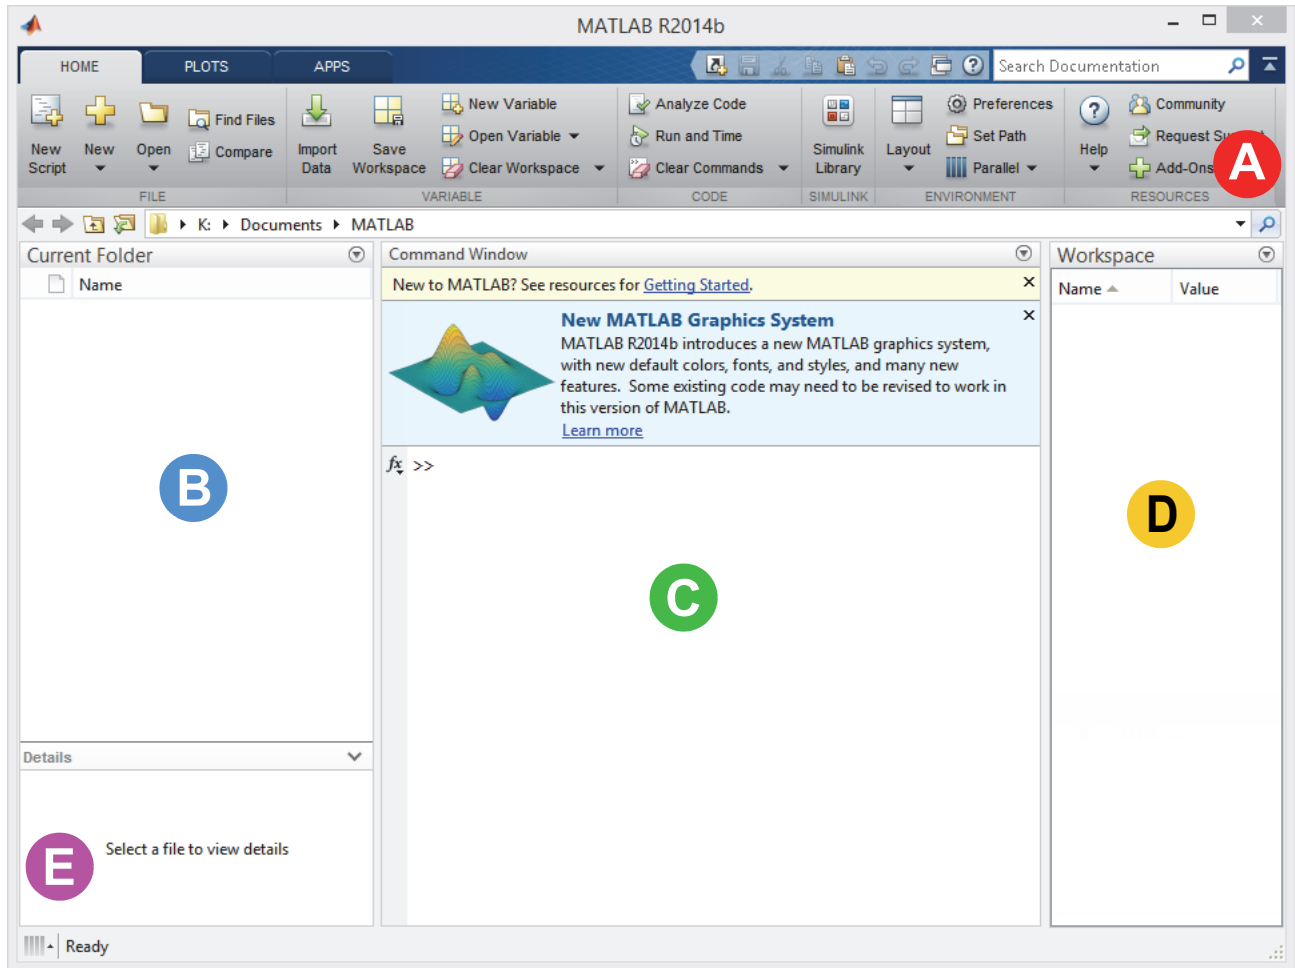 MATLAB R2014b
HOME PLOTS APPS
Search Documentation
New Script
New
Open
Find Files
Compare
FILE
Import Data
Save Workspace
New Variable
Open Variable
Clear Workspace
VARIABLE
Analyze Code
Run and Time
Clear Commands
CODE
Simulink Library
SIMULINK
Layout
Preferences
Set Path
Parallel
ENVIRONMENT
Help
Community
Request
Add-Ons
RESOURCES
A
K: Documents MATLAB
Current Folder
Name
B
Details
Select a file to view details
E
Command Window
New to MATLAB? See resources for Getting Started.
New MATLAB Graphics System
MATLAB R2014b introduces a new MATLAB graphics system,
with new default colors, fonts, and styles, and many new
features. Some existing code may need to be revised to work in
this version of MATLAB.
Learn more
fx >>
C
Workspace
Name Value
D
Ready